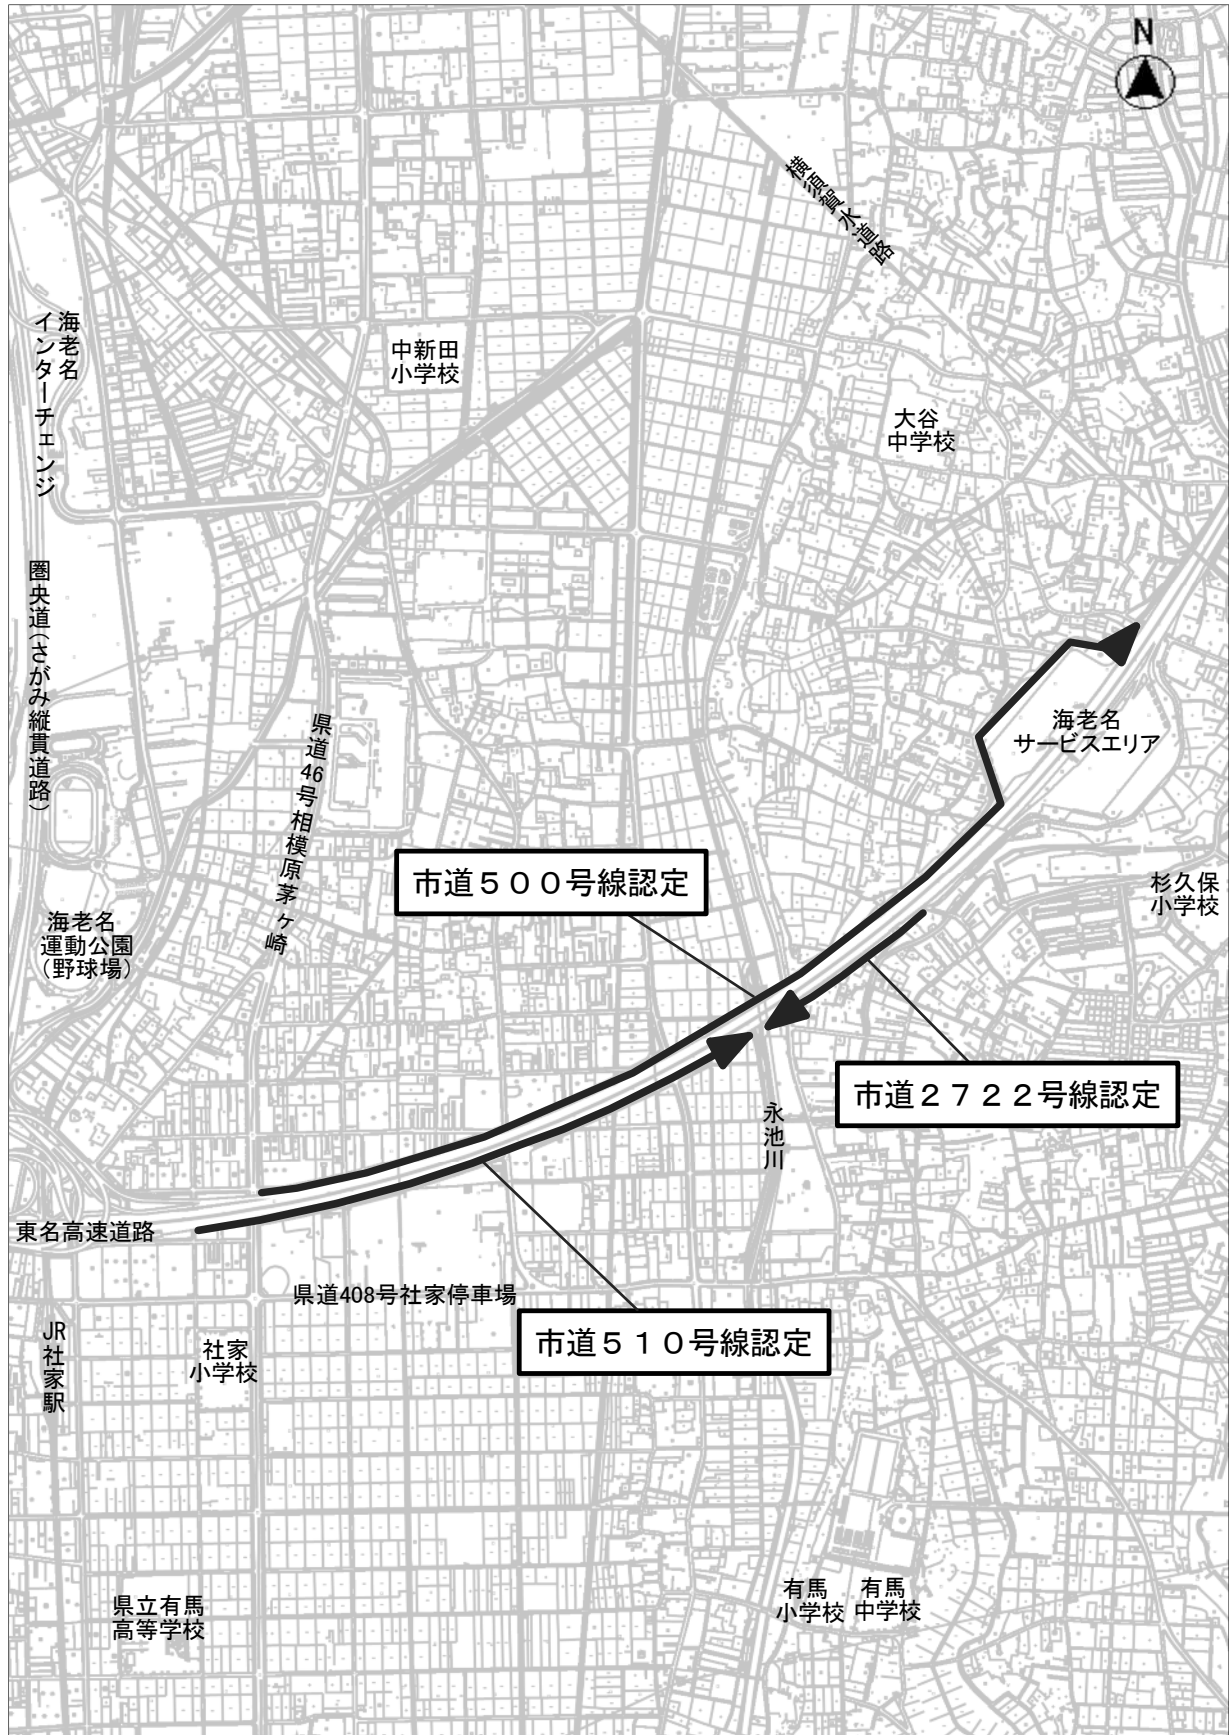 N
横須賀水道路
海老名
インターチェンジ
中新田
小学校
大谷
中学校
圏央道(さがみ縦貫道路)
県道46号相模原茅ヶ崎
海老名
サービスエリア
市道５００号線認定
杉久保
小学校
海老名
運動公園
(野球場)
市道２７２２号線認定
永池川
東名高速道路
県道408号社家停車場
市道５１０号線認定
JR社家駅
社家
小学校
有馬
小学校
有馬
中学校
県立有馬
高等学校